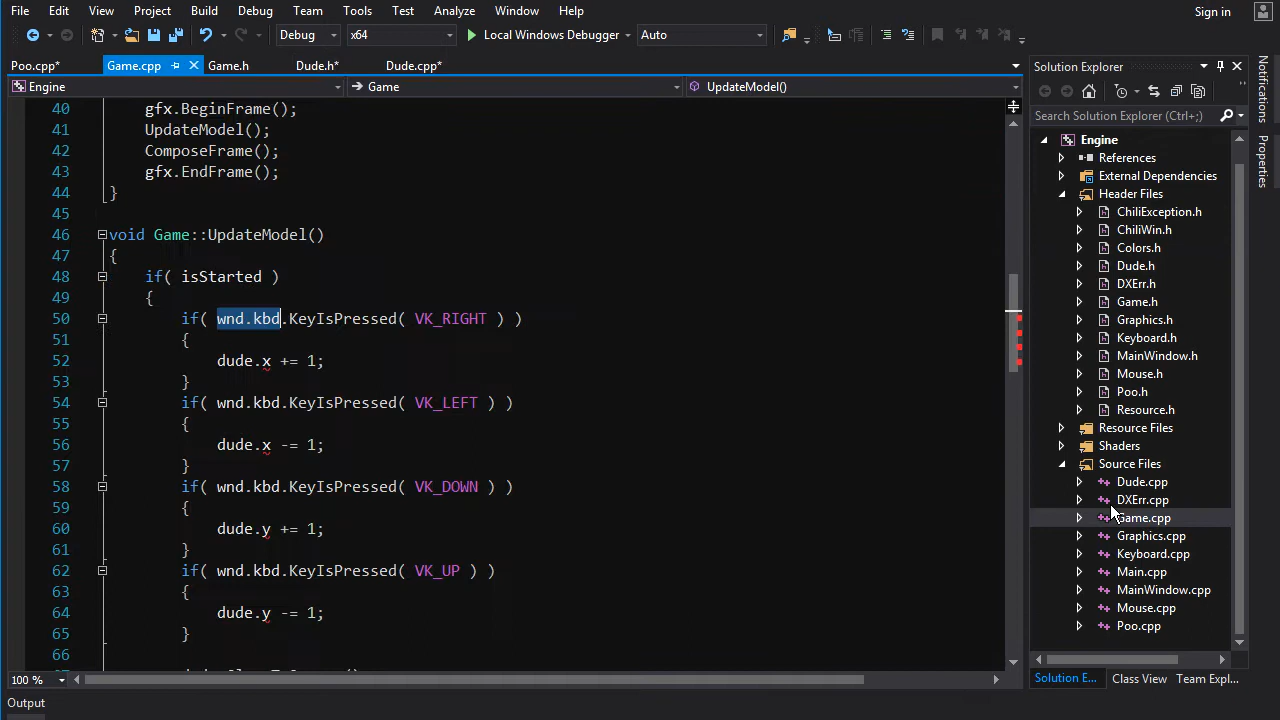 File Edit View Project Build Debug Team Tools Test Analyze Window Help Sign in
Debug x64 Local Windows Debugger Auto
Poo.cpp* Game.cpp Game.h Dude.h* Dude.cpp* Solution Explorer
Engine Game UpdateModel()
Search Solution Explorer (Ctrl+;)
40 gfx.BeginFrame();
41 UpdateModel();
42 ComposeFrame();
43 gfx.EndFrame();
44 }
45
46 void Game::UpdateModel()
47 {
48 if( isStarted )
49 {
50 if( wnd.kbd.KeyIsPressed( VK_RIGHT ) )
51 {
52 dude.x += 1;
53 }
54 if( wnd.kbd.KeyIsPressed( VK_LEFT ) )
55 {
56 dude.x -= 1;
57 }
58 if( wnd.kbd.KeyIsPressed( VK_DOWN ) )
59 {
60 dude.y += 1;
61 }
62 if( wnd.kbd.KeyIsPressed( VK_UP ) )
63 {
64 dude.y -= 1;
65 }
66
100 %
Output
Engine
References
External Dependencies
Header Files
ChiliException.h
ChiliWin.h
Colors.h
Dude.h
DXErr.h
Game.h
Graphics.h
Keyboard.h
MainWindow.h
Mouse.h
Poo.h
Resource.h
Resource Files
Shaders
Source Files
Dude.cpp
DXErr.cpp
Game.cpp
Graphics.cpp
Keyboard.cpp
Main.cpp
MainWindow.cpp
Mouse.cpp
Poo.cpp
Solution E... Class View Team Expl...
Notifications
Properties